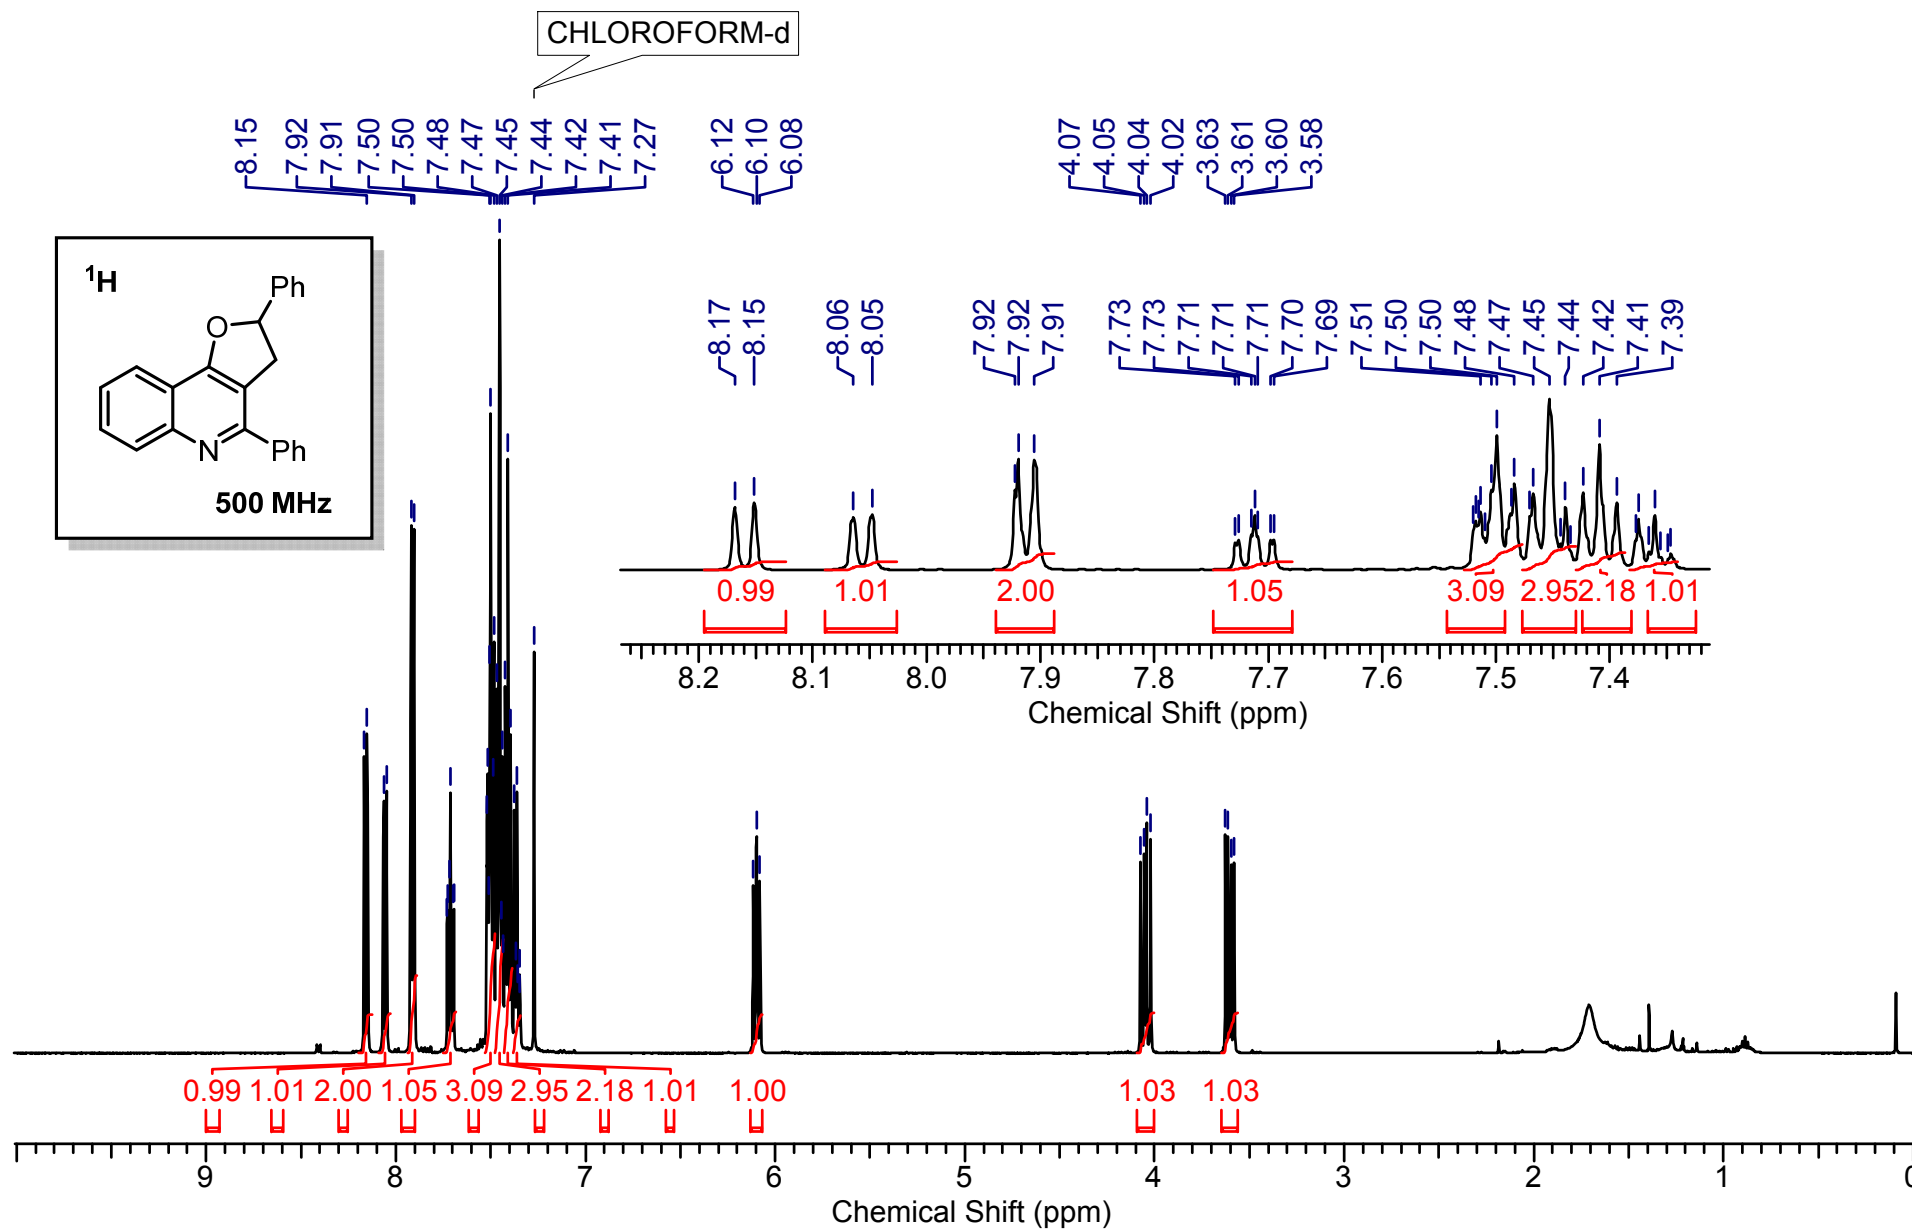 CHLOROFORM-d
8.15 7.92 7.91 7.50 7.50 7.48 7.47 7.45 7.44 7.42 7.41 7.27 6.12 6.10 6.08 4.07 4.05 4.04 4.02 3.63 3.61 3.60 3.58
1H
Ph
O
N
Ph
500 MHz
8.17 8.15 8.06 8.05 7.92 7.92 7.91 7.73 7.73 7.71 7.71 7.71 7.70 7.69 7.51 7.50 7.50 7.48 7.47 7.45 7.44 7.42 7.41 7.39
0.99 1.01 2.00 1.05 3.09 2.95 2.18 1.01
8.2 8.1 8.0 7.9 7.8 7.7 7.6 7.5 7.4
Chemical Shift (ppm)
0.99 1.01 2.00 1.05 3.09 2.95 2.18 1.01 1.00 1.03 1.03
9 8 7 6 5 4 3 2 1 0
Chemical Shift (ppm)